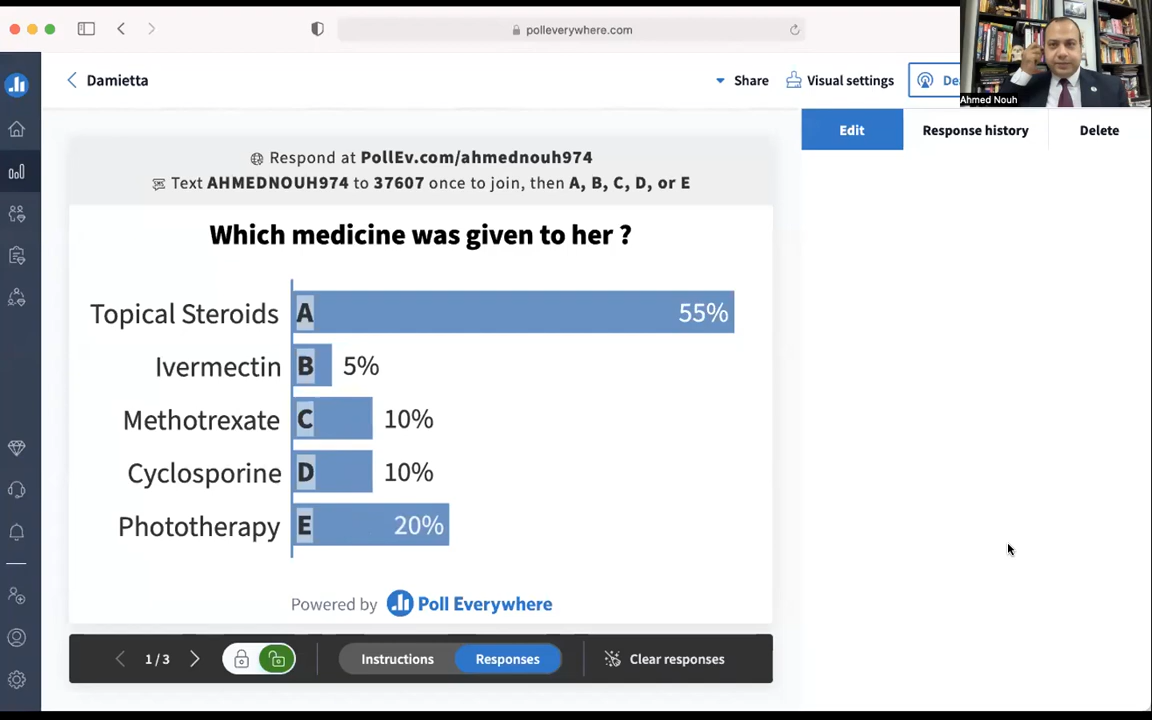 polleverywhere.com
Damietta
Share
Visual settings
Ahmed Nouh
Edit
Response history
Delete
Respond at PollEv.com/ahmednouh974
Text AHMEDNOUH974 to 37607 once to join, then A, B, C, D, or E
Which medicine was given to her ?
Topical Steroids A 55%
Ivermectin B 5%
Methotrexate C 10%
Cyclosporine D 10%
Phototherapy E 20%
Powered by Poll Everywhere
1 / 3
Instructions
Responses
Clear responses